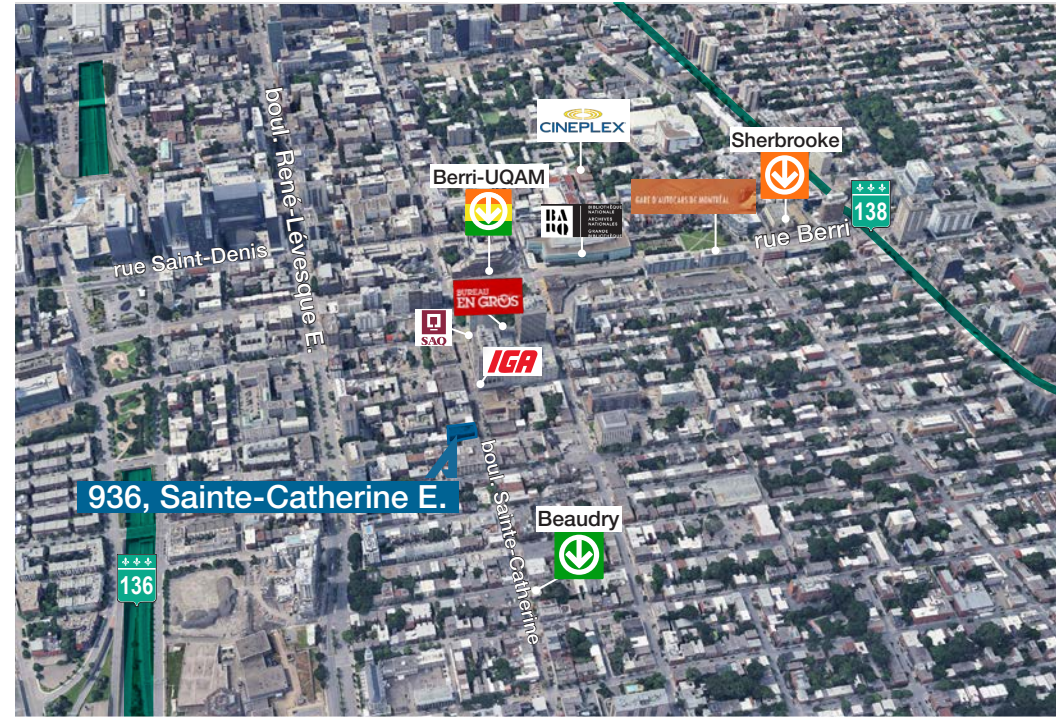 boul. René-Lévesque E.
CINEPLEX
Sherbrooke
Berri-UQAM
GARE D'AUTOCARS DE MONTRÉAL
BA
NQ
BIBLIOTHÈQUE
NATIONALE
ARCHIVES
NATIONALES
GRANDE
BIBLIOTHÈQUE
138
rue Berri
rue Saint-Denis
BUREAU
EN GROS
SAQ
IGA
936, Sainte-Catherine E.
boul. Sainte-Catherine
Beaudry
136